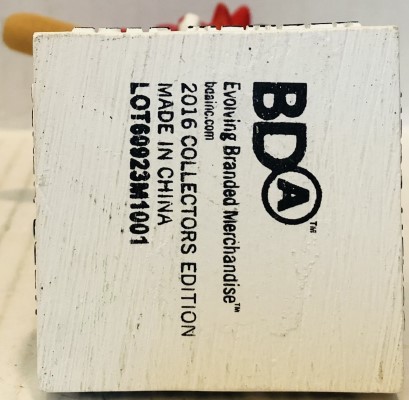 BDA™
Evolving Branded Merchandise™
bdainc.com
2016 COLLECTORS EDITION
MADE IN CHINA
LOT60923M1001